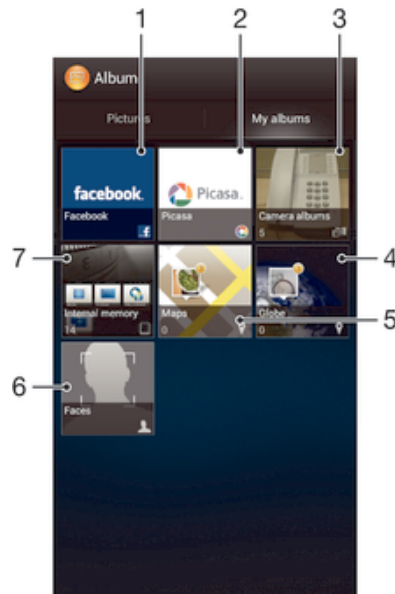 1 2 3
Album
Pictures My albums
facebook.
Facebook
Picasa.
Picasa
Camera albums
5
7
4
Internal memory
14
Maps
0
Globe
0
5
6
Faces